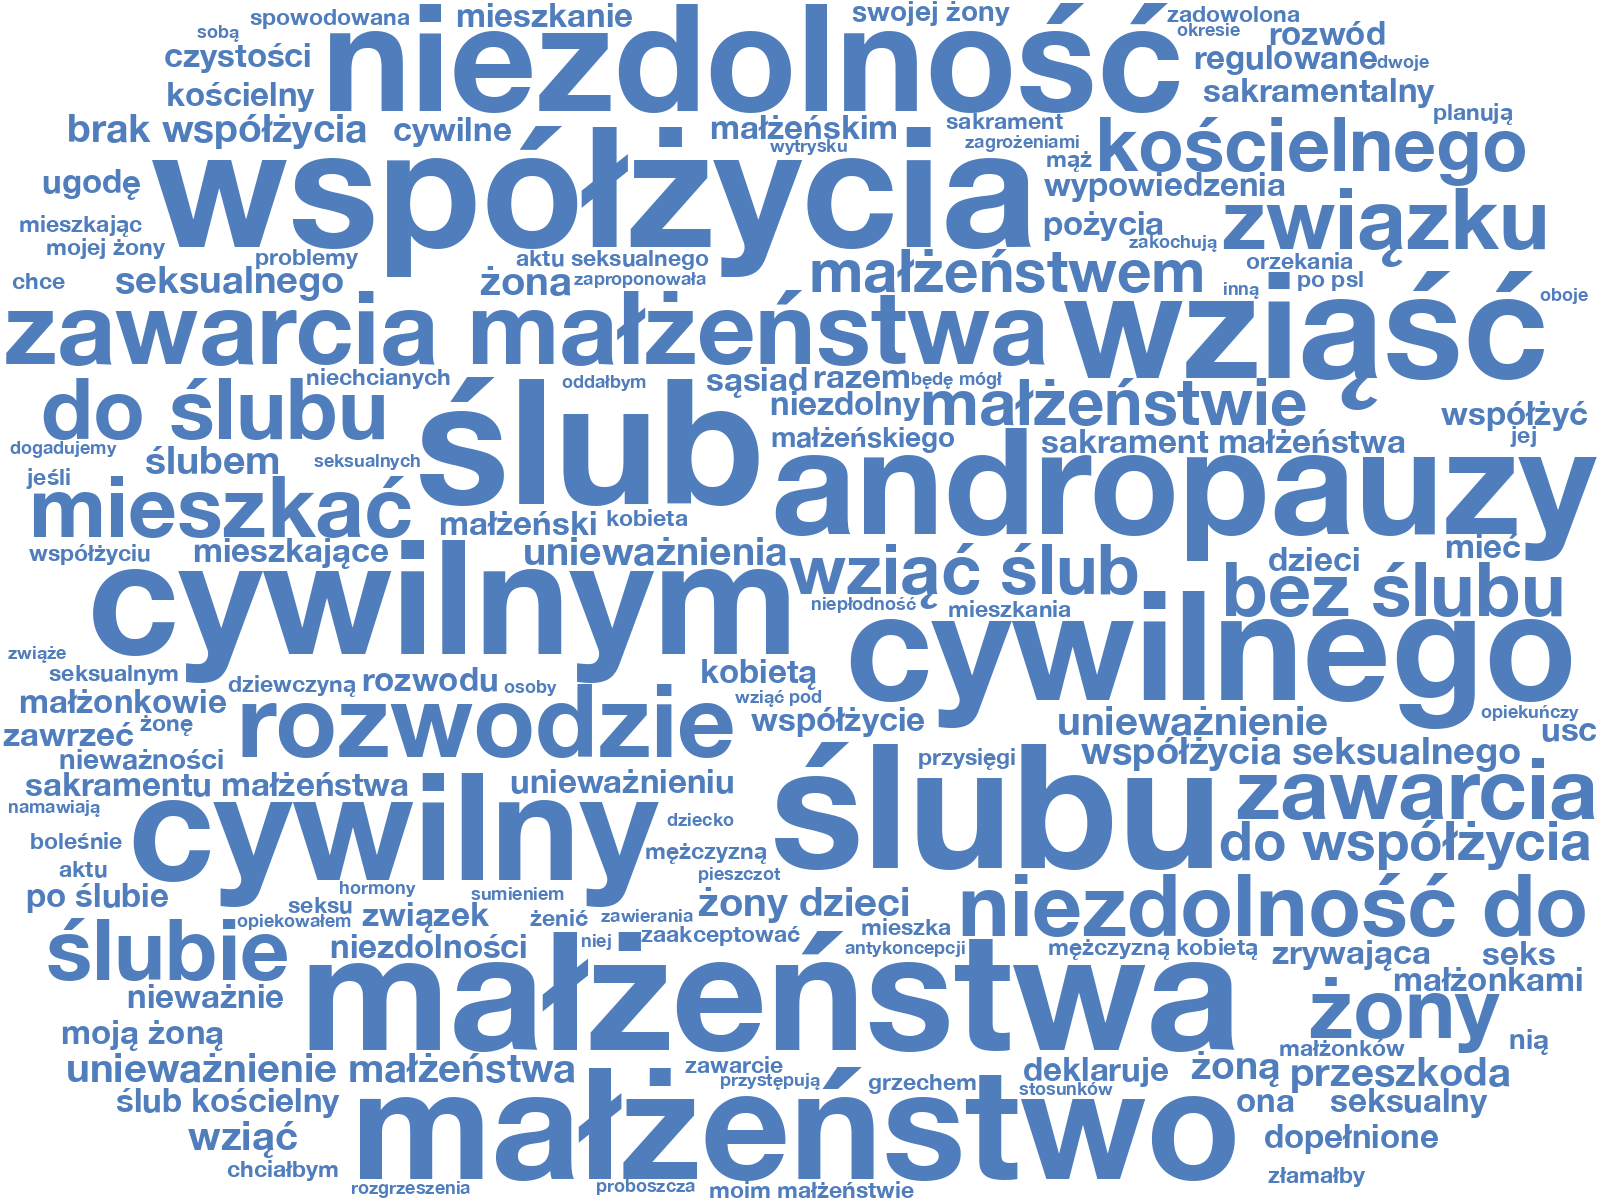 spowodowana
mieszkanie
swojej żony
zadowolona
sobą
niezdolność
okresie
rozwód
czystości
regulowane
dwoje
kościelny
sakramentalny
planują
brak współżycia
cywilne
małżeńskim
sakrament
kościelnego
wytrysku
zagrożeniami
mąż
współżycia
ugodę
wypowiedzenia
mieszkając
pożycia
związku
mojej żony
zakochują
problemy
aktu seksualnego
małżeństwem
orzekania
chce
seksualnego
żona
zaproponowała
inną
po psl
oboje
zawarcia małżeństwa
wziąść
niechcianych
oddałbym
sąsiad
razem
będę mógł
do ślubu
ślub
niezdolny
małżeństwie
współżyć
dogadujemy
małżeńskiego
sakrament małżeństwa
jej
ślubem
seksualnych
jeśli
andropauzy
mieszkać
małżeński
kobieta
współżyciu
mieszkające
unieważnienia
mieć
wziąć ślub
dzieci
cywilnym
bez ślubu
niepłodność
mieszkania
cywilnego
zwiąże
seksualnym
dziewczyną
rozwodu
osoby
kobietą
małżonkowie
wziąć pod
opiekuńczy
zawrzeć
żonę
rozwodzie
współżycie
unieważnienie
usc
nieważności
przysięgi
współżycia seksualnego
sakramentu małżeństwa
unieważnieniu
ślubu
zawarcia
namawiają
cywilny
dziecko
boleśnie
mężczyzną
do współżycia
aktu
pieszczot
po ślubie
hormony
sumieniem
seksu
opiekowałem
związek
żenić
zawierania
żony dzieci
niezdolność do
mieszka
ślubie
niezdolności
niej
zaakceptować
antykoncepcji
mężczyzną kobietą
zrywająca
seks
nieważnie
małżeństwa
małżonkami
żony
moją żoną
nią
małżonków
unieważnienie małżeństwa
zawarcie
deklaruje
żoną
przeszkoda
przystępują
grzechem
stosunków
ślub kościelny
małżeństwo
ona
seksualny
wziąć
dopełnione
chciałbym
złamałby
rozgrzeszenia
proboszcza
moim małżeństwie